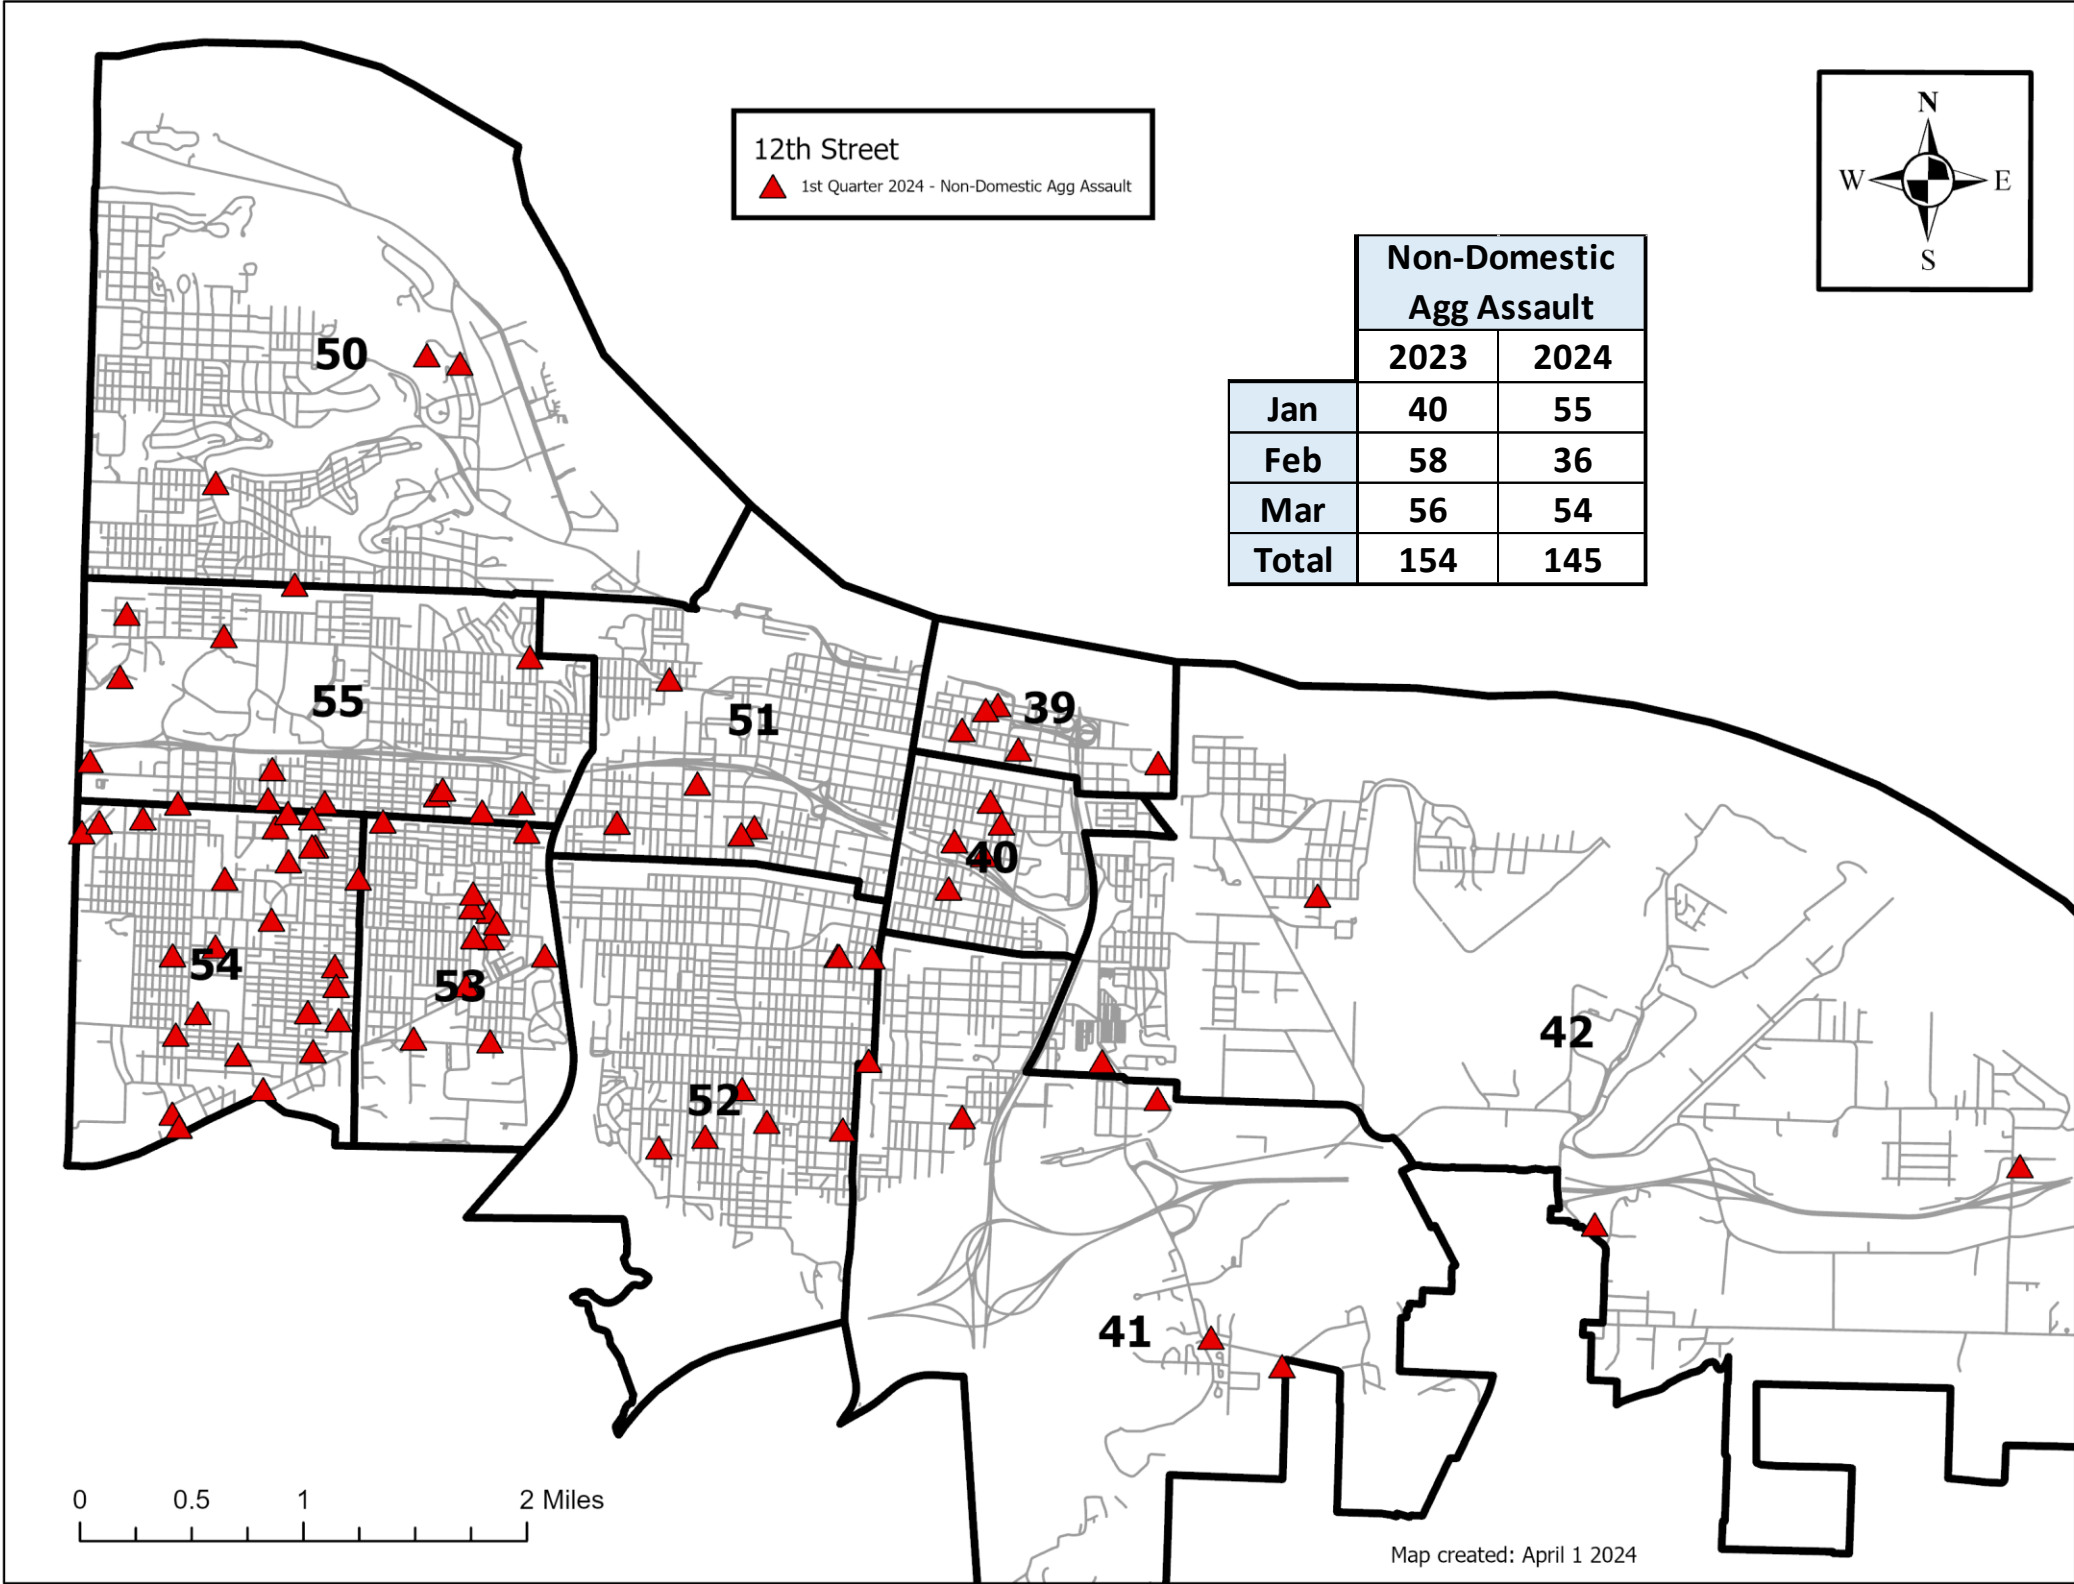 12th Street
1st Quarter 2024 - Non-Domestic Agg Assault
N
W E
S
Non-Domestic
Agg Assault
2023 2024
Jan 40 55
Feb 58 36
Mar 56 54
Total 154 145
50
55
51
39
40
54
53
52
42
41
0 0.5 1 2 Miles
Map created: April 1 2024